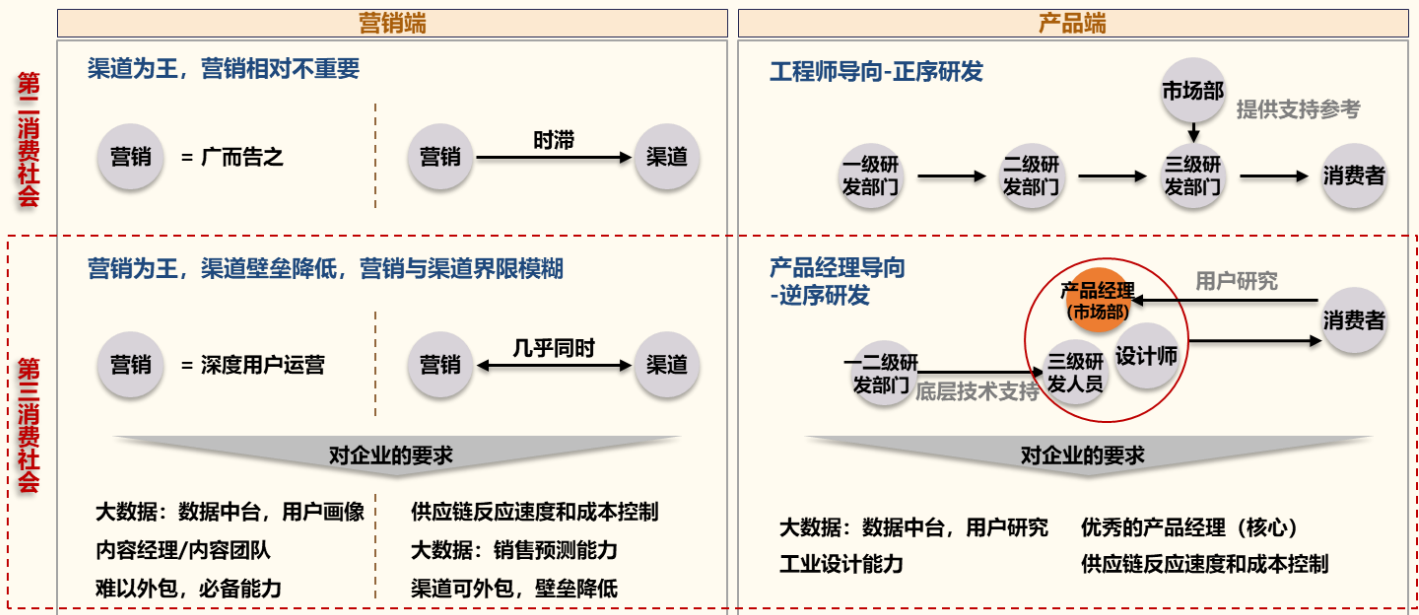 营销端
产品端
第二消费社会
渠道为王，营销相对不重要
营销
= 广而告之
营销
时滞
渠道
工程师导向-正序研发
市场部
提供支持参考
一级研
发部门
二级研
发部门
三级研
发部门
消费者
第三消费社会
营销为王，渠道壁垒降低，营销与渠道界限模糊
营销
= 深度用户运营
营销
几乎同时
渠道
对企业的要求
大数据：数据中台，用户画像
内容经理/内容团队
难以外包，必备能力
供应链反应速度和成本控制
大数据：销售预测能力
渠道可外包，壁垒降低
产品经理导向
-逆序研发
产品经理
(市场部)
用户研究
消费者
设计师
一二级研
发部门
底层技术支持
三级研
发人员
对企业的要求
大数据：数据中台，用户研究
工业设计能力
优秀的产品经理（核心）
供应链反应速度和成本控制